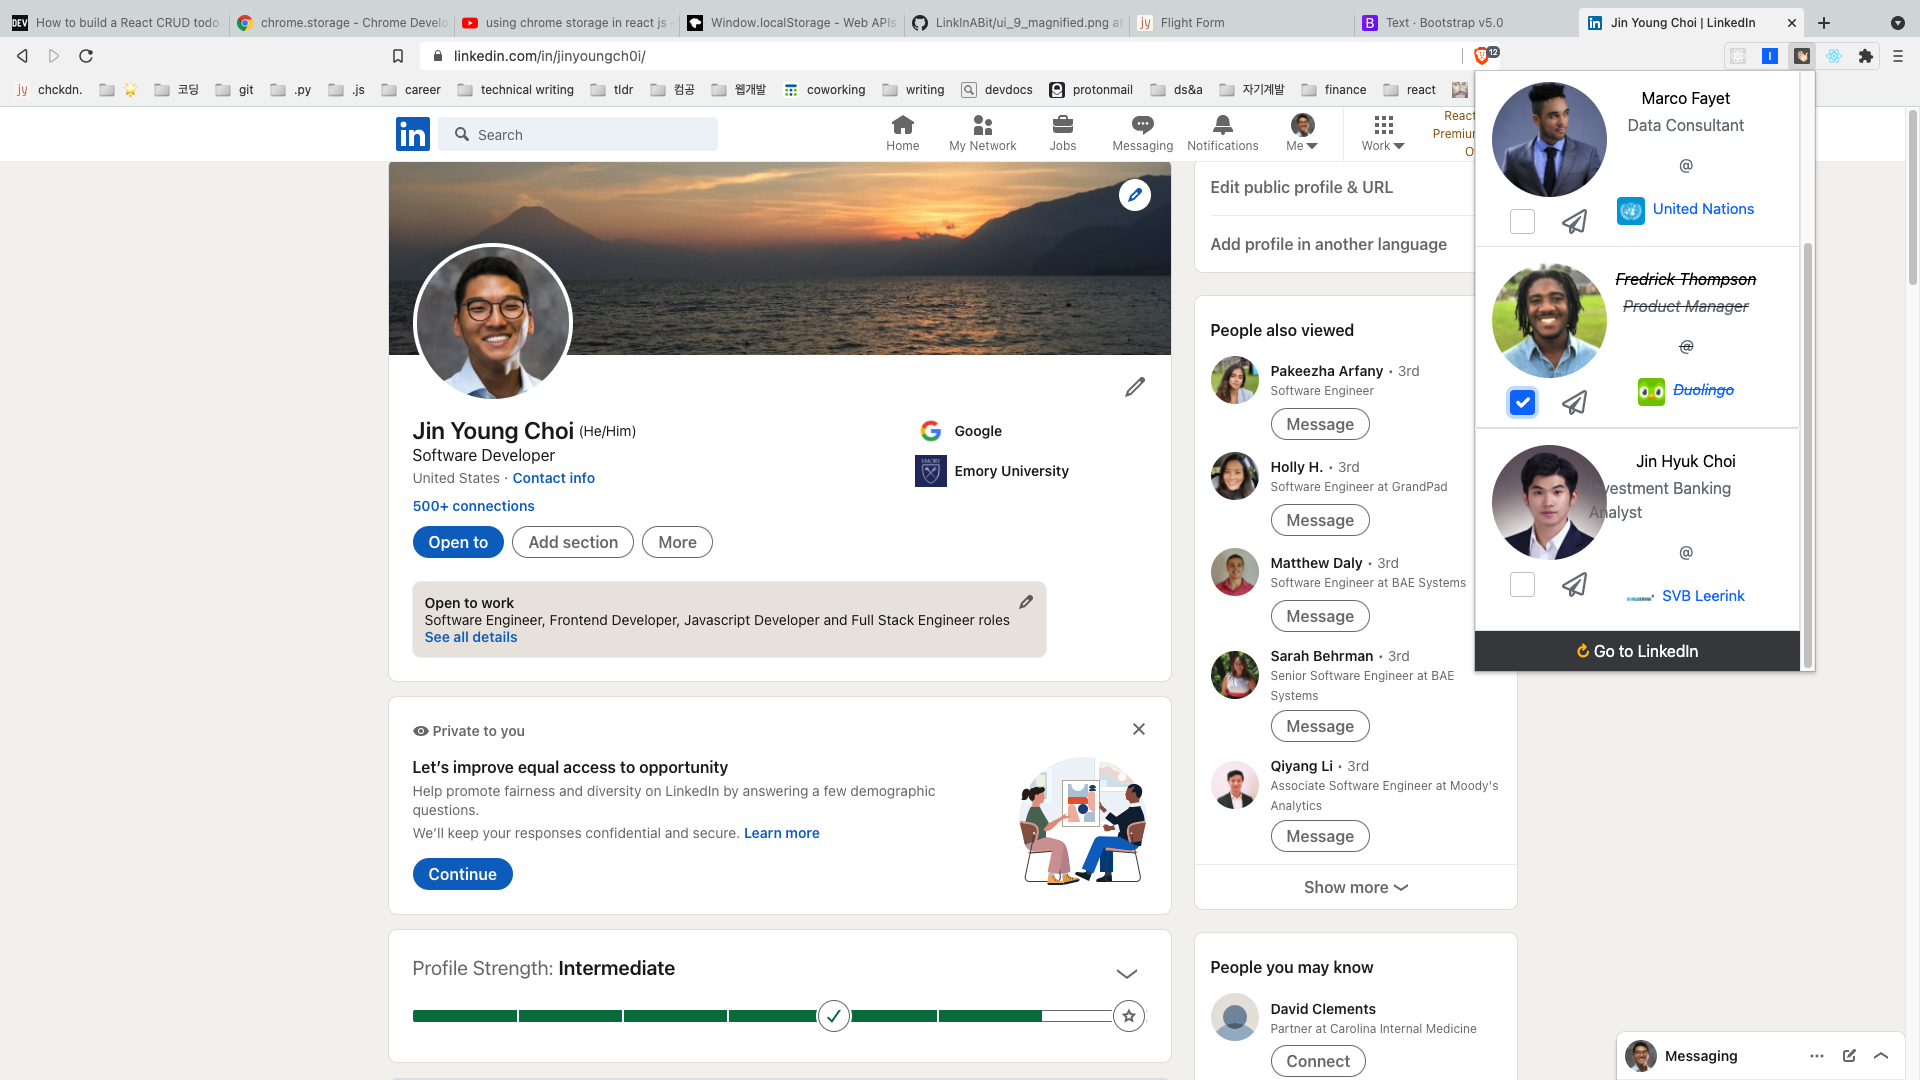 DEV How to build a React CRUD todo
chrome.storage - Chrome Develo
using chrome storage in react js
Window.localStorage - Web APIs
LinkInABit/ui_9_magnified.png at
jy Flight Form
B Text · Bootstrap v5.0
in Jin Young Choi | LinkedIn
linkedin.com/in/jinyoungch0i/
12
jy chckdn.
코딩
git
.py
.js
career
technical writing
tldr
컴공
웹개발
coworking
writing
devdocs
protonmail
ds&a
자기계발
finance
react
in
Search
Home
My Network
Jobs
Messaging
Notifications
Me
Work
React
Premium
Jin Young Choi (He/Him)
Software Developer
United States · Contact info
500+ connections
Open to
Add section
More
Google
EMORY
Emory University
Open to work
Software Engineer, Frontend Developer, Javascript Developer and Full Stack Engineer roles
See all details
Private to you
Let's improve equal access to opportunity
Help promote fairness and diversity on LinkedIn by answering a few demographic
questions.
We'll keep your responses confidential and secure. Learn more
Continue
Profile Strength: Intermediate
Edit public profile & URL
Add profile in another language
People also viewed
Pakeezha Arfany • 3rd
Software Engineer
Message
Holly H. • 3rd
Software Engineer at GrandPad
Message
Matthew Daly • 3rd
Software Engineer at BAE Systems
Message
Sarah Behrman • 3rd
Senior Software Engineer at BAE
Systems
Message
Qiyang Li • 3rd
Associate Software Engineer at Moody's
Analytics
Message
Show more
People you may know
David Clements
Partner at Carolina Internal Medicine
Connect
Marco Fayet
Data Consultant
@
United Nations
Fredrick Thompson
Product Manager
@
Duolingo
Jin Hyuk Choi
Investment Banking
Analyst
@
SVB Leerink
Go to LinkedIn
Messaging